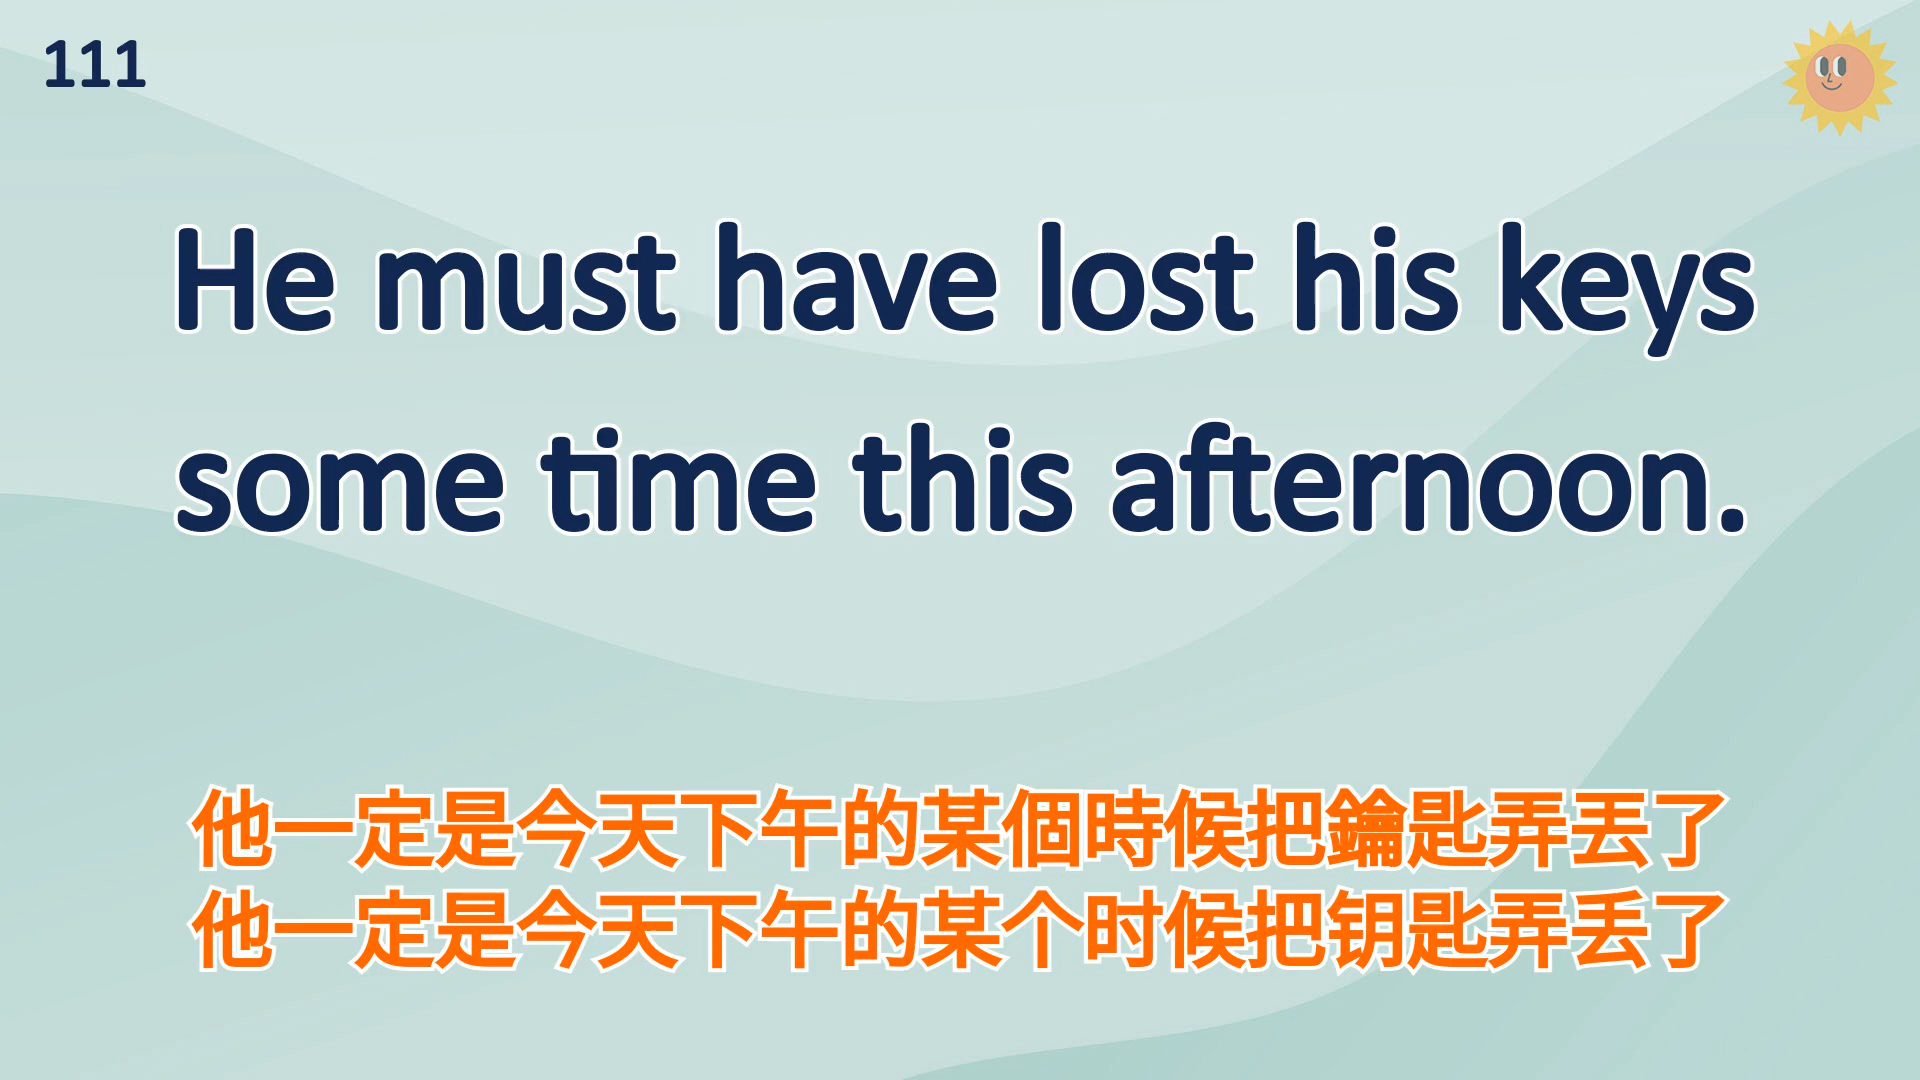 111
He must have lost his keys
some time this afternoon.
他一定是今天下午的某個時候把鑰匙弄丟了
他一定是今天下午的某个时候把钥匙弄丢了